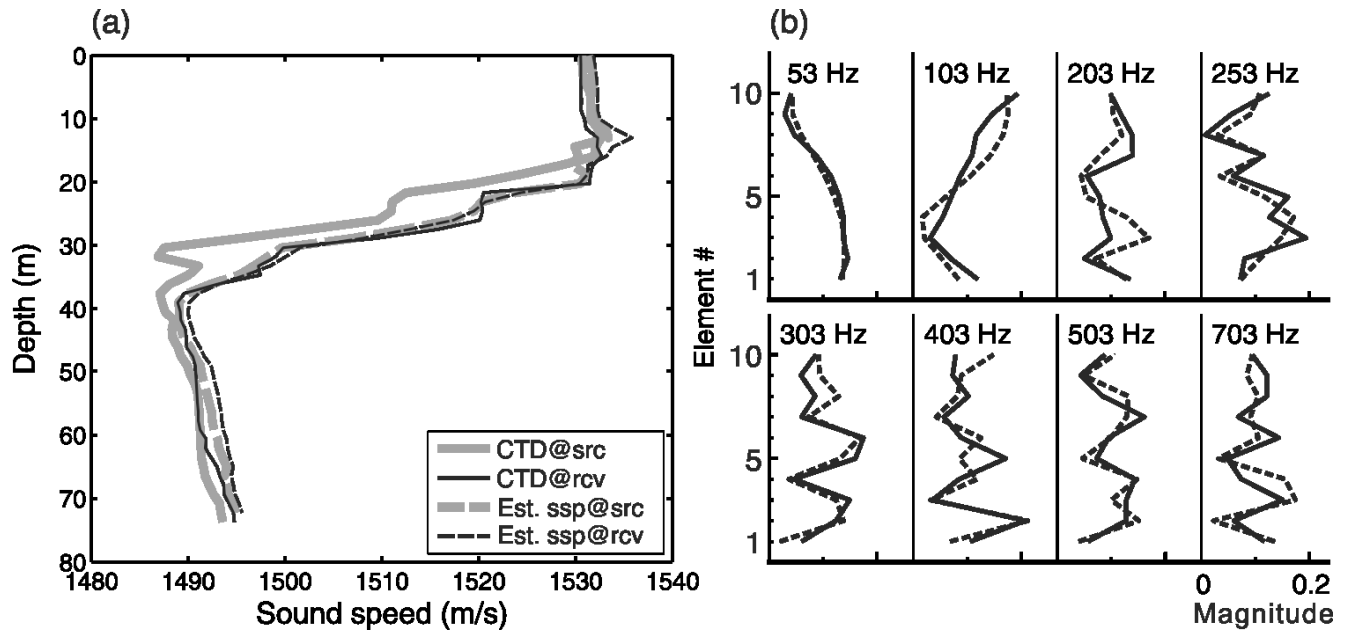 (a)
0
10
20
30
40
50
60
70
80
Depth (m)
1480 1490 1500 1510 1520 1530 1540
Sound speed (m/s)
CTD@src
CTD@rcv
Est. ssp@src
Est. ssp@rcv
(b)
53 Hz 103 Hz 203 Hz 253 Hz
10
5
1
Element #
303 Hz 403 Hz 503 Hz 703 Hz
10
5
1
0 0.2
Magnitude